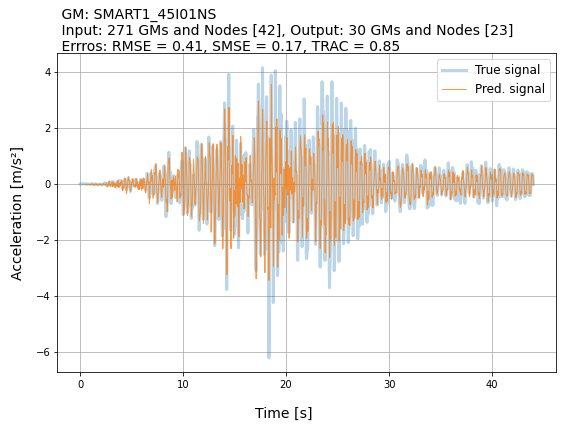 GM: SMART1_45I01NS
Input: 271 GMs and Nodes [42], Output: 30 GMs and Nodes [23]
Errros: RMSE = 0.41, SMSE = 0.17, TRAC = 0.85
True signal
Pred. signal
Acceleration [m/s²]
4
2
0
−2
−4
−6
0
10
20
30
40
Time [s]